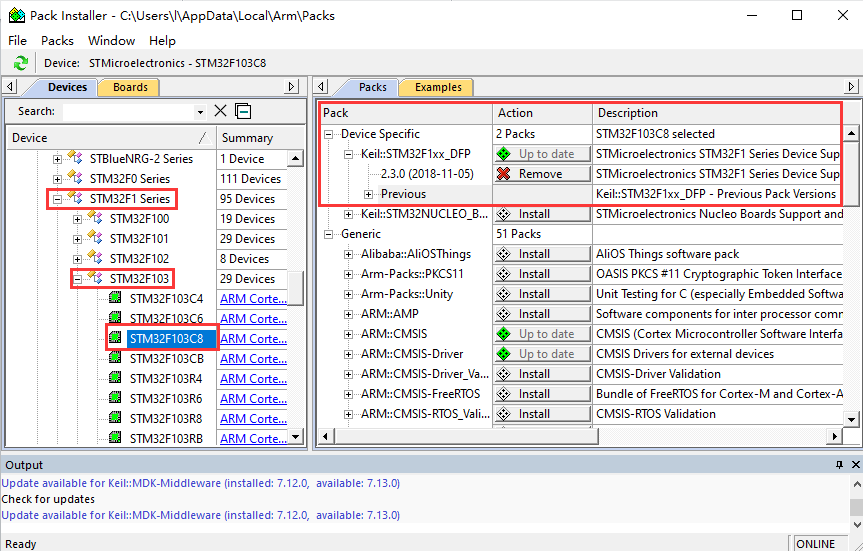 Pack Installer - C:\Users\l\AppData\Local\Arm\Packs
File Packs Window Help
Device: STMicroelectronics - STM32F103C8
Devices Boards
Search:
Device Summary
STBlueNRG-2 Series 1 Device
STM32F0 Series 111 Devices
STM32F1 Series 95 Devices
STM32F100 19 Devices
STM32F101 29 Devices
STM32F102 8 Devices
STM32F103 29 Devices
STM32F103C4 ARM Corte...
STM32F103C6 ARM Corte...
STM32F103C8 ARM Corte...
STM32F103CB ARM Corte...
STM32F103R4 ARM Corte...
STM32F103R6 ARM Corte...
STM32F103R8 ARM Corte...
STM32F103RB ARM Corte...
Packs Examples
Pack Action Description
Device Specific 2 Packs STM32F103C8 selected
Keil::STM32F1xx_DFP Up to date STMicroelectronics STM32F1 Series Device Sup
2.3.0 (2018-11-05) Remove STMicroelectronics STM32F1 Series Device Sup
Previous Keil::STM32F1xx_DFP - Previous Pack Versions
Keil::STM32NUCLEO_B... Install STMicroelectronics Nucleo Boards Support and
Generic 51 Packs
Alibaba::AliOSThings Install AliOS Things software pack
Arm-Packs::PKCS11 Install OASIS PKCS #11 Cryptographic Token Interface
Arm-Packs::Unity Install Unit Testing for C (especially Embedded Softwa
ARM::AMP Install Software components for inter processor comm
ARM::CMSIS Up to date CMSIS (Cortex Microcontroller Software Interfa
ARM::CMSIS-Driver Up to date CMSIS Drivers for external devices
ARM::CMSIS-Driver_Va... Install CMSIS-Driver Validation
ARM::CMSIS-FreeRTOS Install Bundle of FreeRTOS for Cortex-M and Cortex-A
ARM::CMSIS-RTOS_Vali... Install CMSIS-RTOS Validation
Output
Update available for Keil::MDK-Middleware (installed: 7.12.0, available: 7.13.0)
Check for updates
Update available for Keil::MDK-Middleware (installed: 7.12.0, available: 7.13.0)
Ready ONLINE